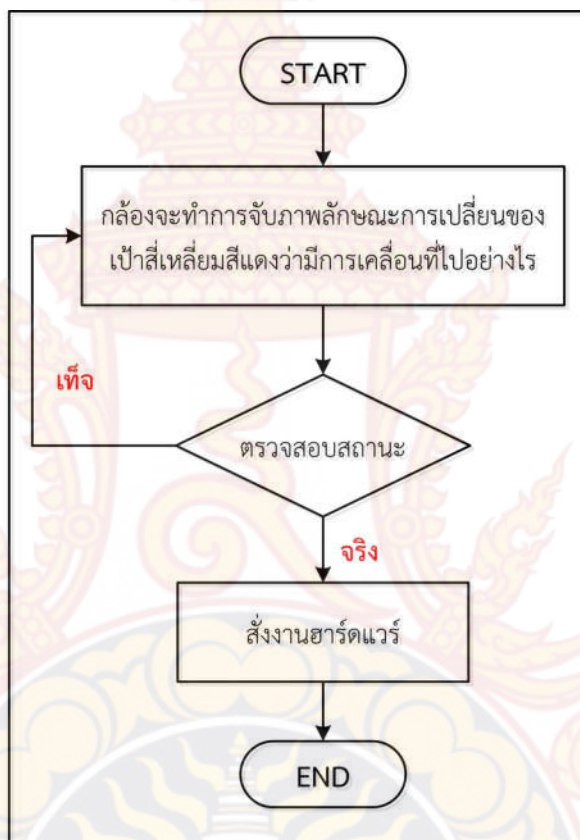 START
กล้องจะทำการจับภาพลักษณะการเปลี่ยนของ
เป้าสี่เหลี่ยมสีแดงว่ามีการเคลื่อนที่ไปอย่างไร
เท็จ
ตรวจสอบสถานะ
จริง
สั่งงานฮาร์ดแวร์
END